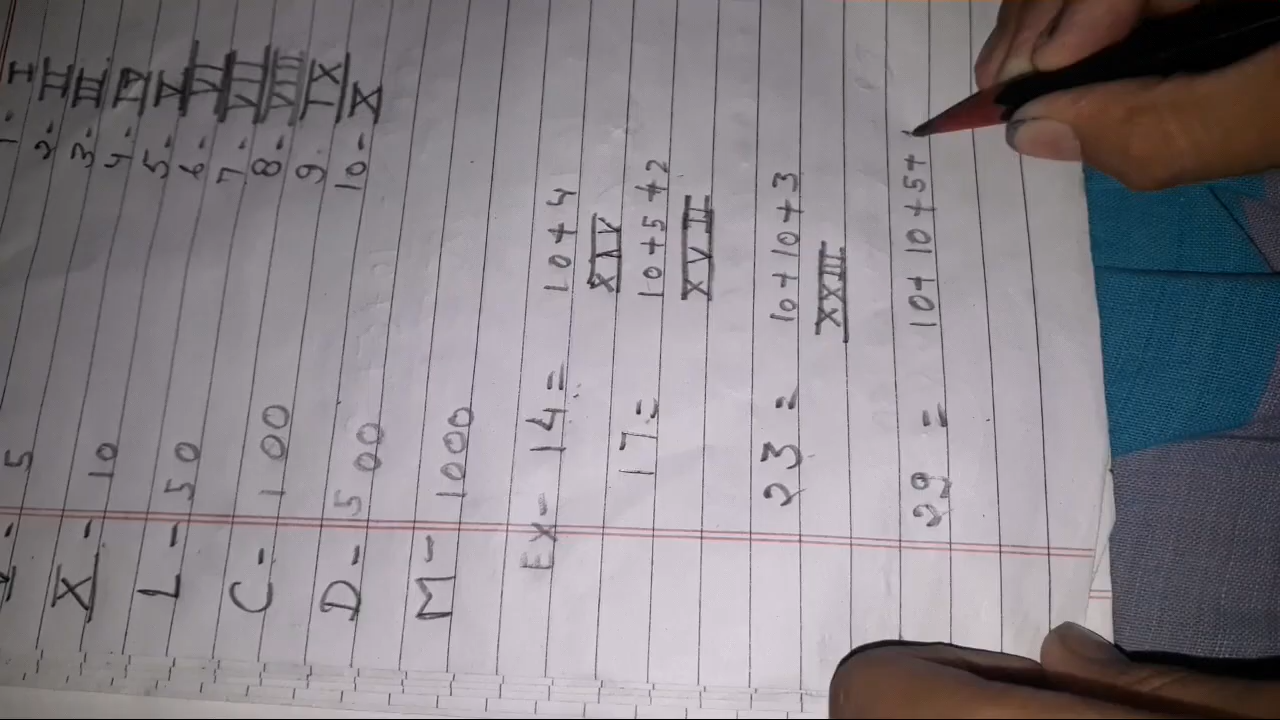 V - 5
X - 10
L - 50
C - 100
D - 500
M - 1000
1 - I
2 - II
3 - III
4 - IV
5 - V
6 - VI
7 - VII
8 - VIII
9 - IX
10 - X
Ex - 14 = 10 + 4
XIV
17 = 10 + 5 + 2
XVII
23 = 10 + 10 + 3
XXIII
29 = 10 + 10 + 5 +